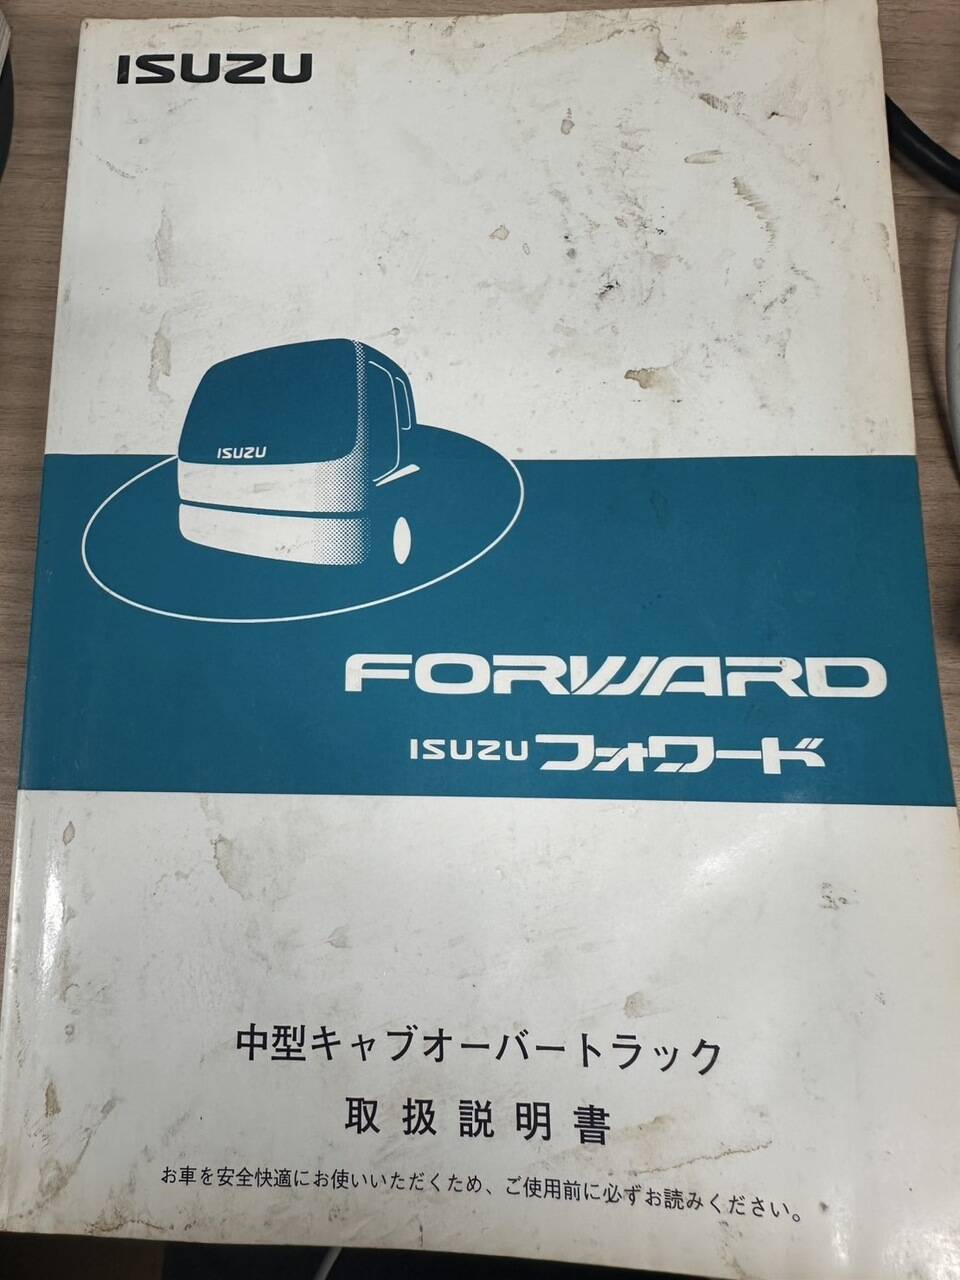 ISUZU
ISUZU
FORWARD
ISUZU フォワード
中型キャブオーバートラック
取扱説明書
お車を安全快適にお使いいただくため、ご使用前に必ずお読みください。